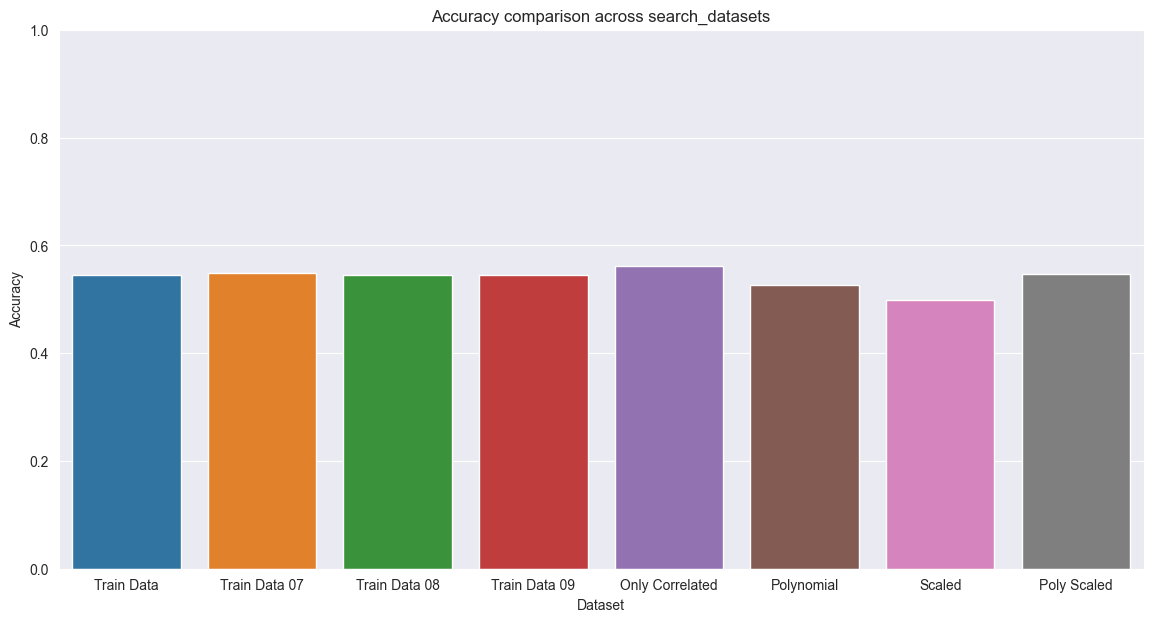 Accuracy comparison across search_datasets
1.0
0.8
0.6
0.4
0.2
0.0
Accuracy
Train Data
Train Data 07
Train Data 08
Train Data 09
Only Correlated
Polynomial
Scaled
Poly Scaled
Dataset